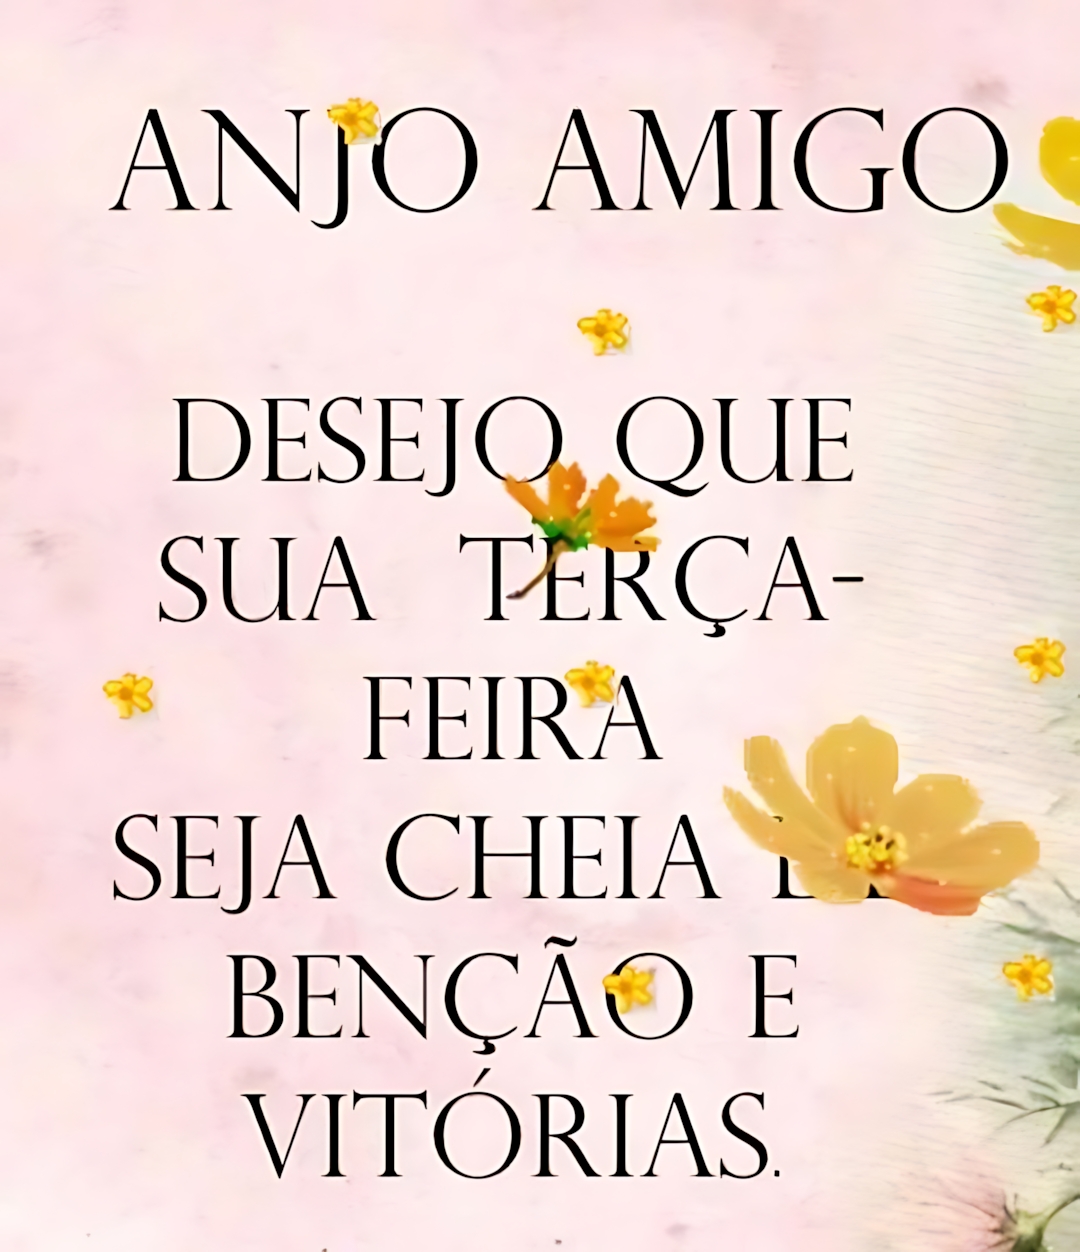 ANJO AMIGO
DESEJO QUE
SUA TERÇA-
FEIRA
SEJA CHEIA
BENÇÃO E
VITÓRIAS.